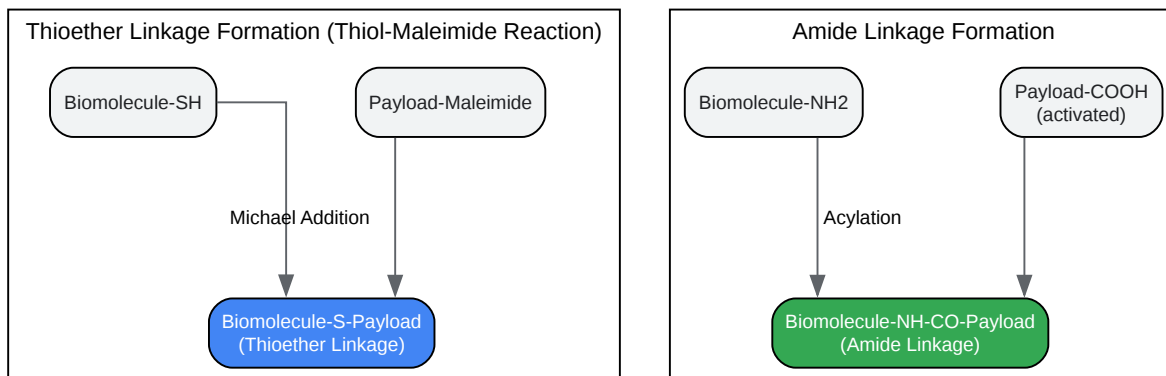 Thioether Linkage Formation (Thiol-Maleimide Reaction)
Biomolecule-SH
Payload-Maleimide
Michael Addition
Biomolecule-S-Payload
(Thioether Linkage)
Amide Linkage Formation
Biomolecule-NH2
Payload-COOH
(activated)
Acylation
Biomolecule-NH-CO-Payload
(Amide Linkage)